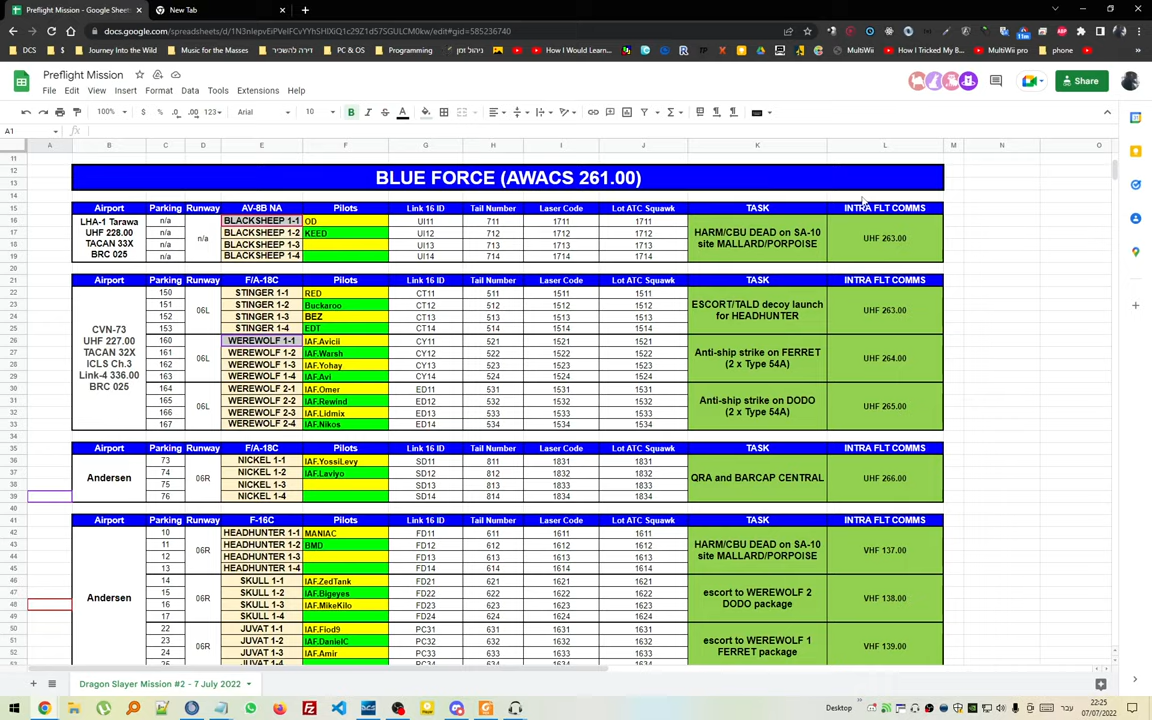 Preflight Mission - Google Sheets
New Tab
docs.google.com/spreadsheets/d/1N3nlepvEiPVelFCvYYhSHIXiQ1c29Z1d57SGULCM0kw/edit#gid=585236740
DCS
$
Journey Into the Wild
Music for the Masses
דירה להשכיר
PC & OS
Programming
ניהול זמן
How I Would Learn...
MultiWii
How I Tricked My B...
MultiWii pro
phone
Preflight Mission
File Edit View Insert Format Data Tools Extensions Help
Share
100% $ % .0 .00 123 Arial 10
A1
A B C D E F G H I J K L M N O
BLUE FORCE (AWACS 261.00)
Airport Parking Runway AV-8B NA Pilots Link 16 ID Tail Number Laser Code Lot ATC Squawk TASK INTRA FLT COMMS
LHA-1 Tarawa
UHF 228.00
TACAN 33X
BRC 025
n/a
n/a BLACKSHEEP 1-1 OD UI11 711 1711 1711
n/a BLACKSHEEP 1-2 KEED UI12 712 1712 1712
n/a BLACKSHEEP 1-3 UI13 713 1713 1713
n/a BLACKSHEEP 1-4 UI14 714 1714 1714
HARM/CBU DEAD on SA-10
site MALLARD/PORPOISE
UHF 263.00
Airport Parking Runway F/A-18C Pilots Link 16 ID Tail Number Laser Code Lot ATC Squawk TASK INTRA FLT COMMS
CVN-73
UHF 227.00
TACAN 32X
ICLS Ch.3
Link-4 336.00
BRC 025
06L
150 STINGER 1-1 RED CT11 511 1511 1511
151 STINGER 1-2 Buckaroo CT12 512 1512 1512
152 STINGER 1-3 BEZ CT13 513 1513 1513
153 STINGER 1-4 EDT CT14 514 1514 1514
ESCORT/TALD decoy launch
for HEADHUNTER
UHF 263.00
06L
160 WEREWOLF 1-1 IAF.Avicii CY11 521 1521 1521
161 WEREWOLF 1-2 IAF.Warsh CY12 522 1522 1522
162 WEREWOLF 1-3 IAF.Yohay CY13 523 1523 1523
163 WEREWOLF 1-4 IAF.Avi CY14 524 1524 1524
Anti-ship strike on FERRET
(2 x Type 54A)
UHF 264.00
06L
164 WEREWOLF 2-1 IAF.Omer ED11 531 1531 1531
165 WEREWOLF 2-2 IAF.Rewind ED12 532 1532 1532
166 WEREWOLF 2-3 IAF.Lidmix ED13 533 1533 1533
167 WEREWOLF 2-4 IAF.Nikos ED14 534 1534 1534
Anti-ship strike on DODO
(2 x Type 54A)
UHF 265.00
Airport Parking Runway F/A-18C Pilots Link 16 ID Tail Number Laser Code Lot ATC Squawk TASK INTRA FLT COMMS
Andersen
06R
73 NICKEL 1-1 IAF.YossiLevy SD11 811 1831 1831
74 NICKEL 1-2 IAF.Laviyo SD12 812 1832 1832
75 NICKEL 1-3 SD13 813 1833 1833
76 NICKEL 1-4 SD14 814 1834 1834
QRA and BARCAP CENTRAL
UHF 266.00
Airport Parking Runway F-16C Pilots Link 16 ID Tail Number Laser Code Lot ATC Squawk TASK INTRA FLT COMMS
Andersen
06R
10 HEADHUNTER 1-1 MANIAC FD11 611 1611 1611
11 HEADHUNTER 1-2 BMD FD12 612 1612 1612
12 HEADHUNTER 1-3 FD13 613 1613 1613
13 HEADHUNTER 1-4 FD14 614 1614 1614
HARM/CBU DEAD on SA-10
site MALLARD/PORPOISE
VHF 137.00
06R
14 SKULL 1-1 IAF.ZedTank FD21 621 1621 1621
15 SKULL 1-2 IAF.Bigeyes FD22 622 1622 1622
16 SKULL 1-3 IAF.MikeKilo FD23 623 1623 1623
17 SKULL 1-4 FD24 624 1624 1624
escort to WEREWOLF 2
DODO package
VHF 138.00
06R
22 JUVAT 1-1 IAF.Fiod9 PC31 631 1631 1631
23 JUVAT 1-2 IAF.DanielC PC32 632 1632 1632
24 JUVAT 1-3 IAF.Amir PC33 633 1633 1633
escort to WEREWOLF 1
FERRET package
VHF 139.00
Dragon Slayer Mission #2 - 7 July 2022
Desktop
עבר
22:25
07/07/2022